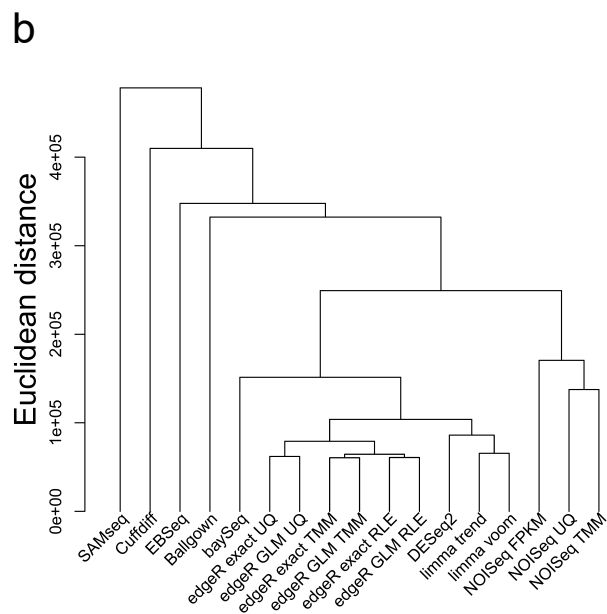 b
Euclidean distance
4e+05
3e+05
2e+05
1e+05
0e+00
SAMseq
Cuffdiff
EBSeq
Ballgown
baySeq
edgeR exact UQ
edgeR GLM UQ
edgeR exact TMM
edgeR GLM TMM
edgeR exact RLE
edgeR GLM RLE
DESeq2
limma trend
limma voom
NOISeq FPKM
NOISeq UQ
NOISeq TMM